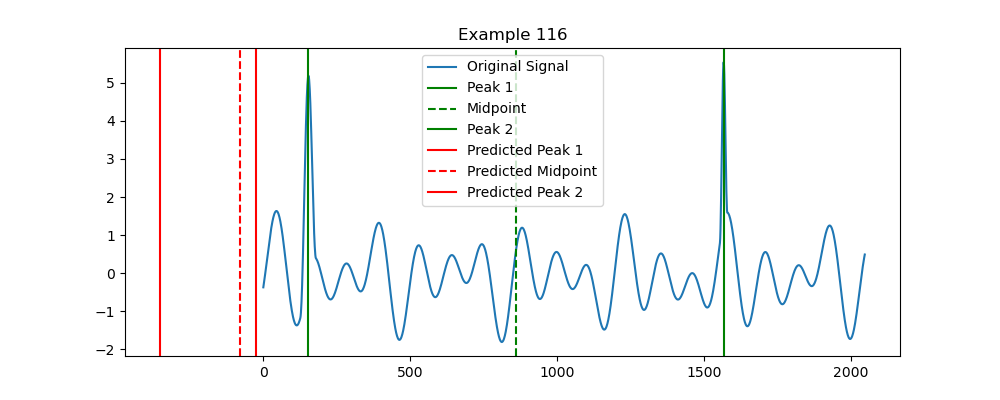 Example 116
Original Signal
Peak 1
Midpoint
Peak 2
Predicted Peak 1
Predicted Midpoint
Predicted Peak 2
5
4
3
2
1
0
−1
−2
0 500 1000 1500 2000